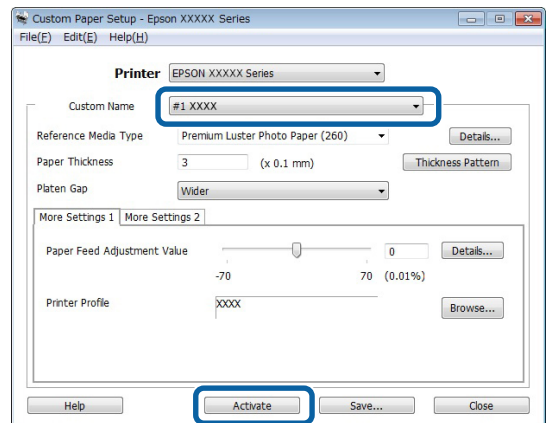 Custom Paper Setup - Epson XXXXX Series
File(F) Edit(E) Help(H)
Printer EPSON XXXXX Series
Custom Name #1 XXXX
Reference Media Type Premium Luster Photo Paper (260) Details...
Paper Thickness 3 (x 0.1 mm) Thickness Pattern
Platen Gap Wider
More Settings 1 More Settings 2
Paper Feed Adjustment Value 0 Details...
-70 70 (0.01%)
Printer Profile XXXX Browse...
Help Activate Save... Close